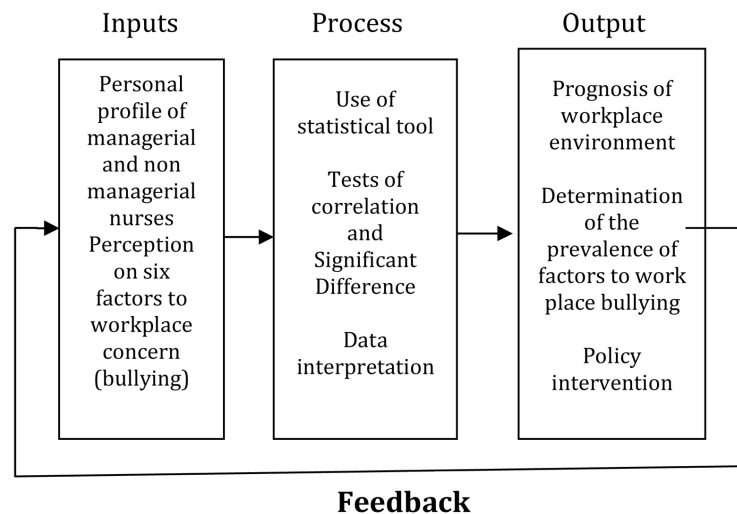 Inputs
Process
Output
Personal
profile of
managerial
and non
managerial
nurses
Perception
on six
factors to
workplace
concern
(bullying)
Use of
statistical tool
Tests of
correlation
and
Significant
Difference
Data
interpretation
Prognosis of
workplace
environment
Determination
of the
prevalence of
factors to work
place bullying
Policy
intervention
Feedback